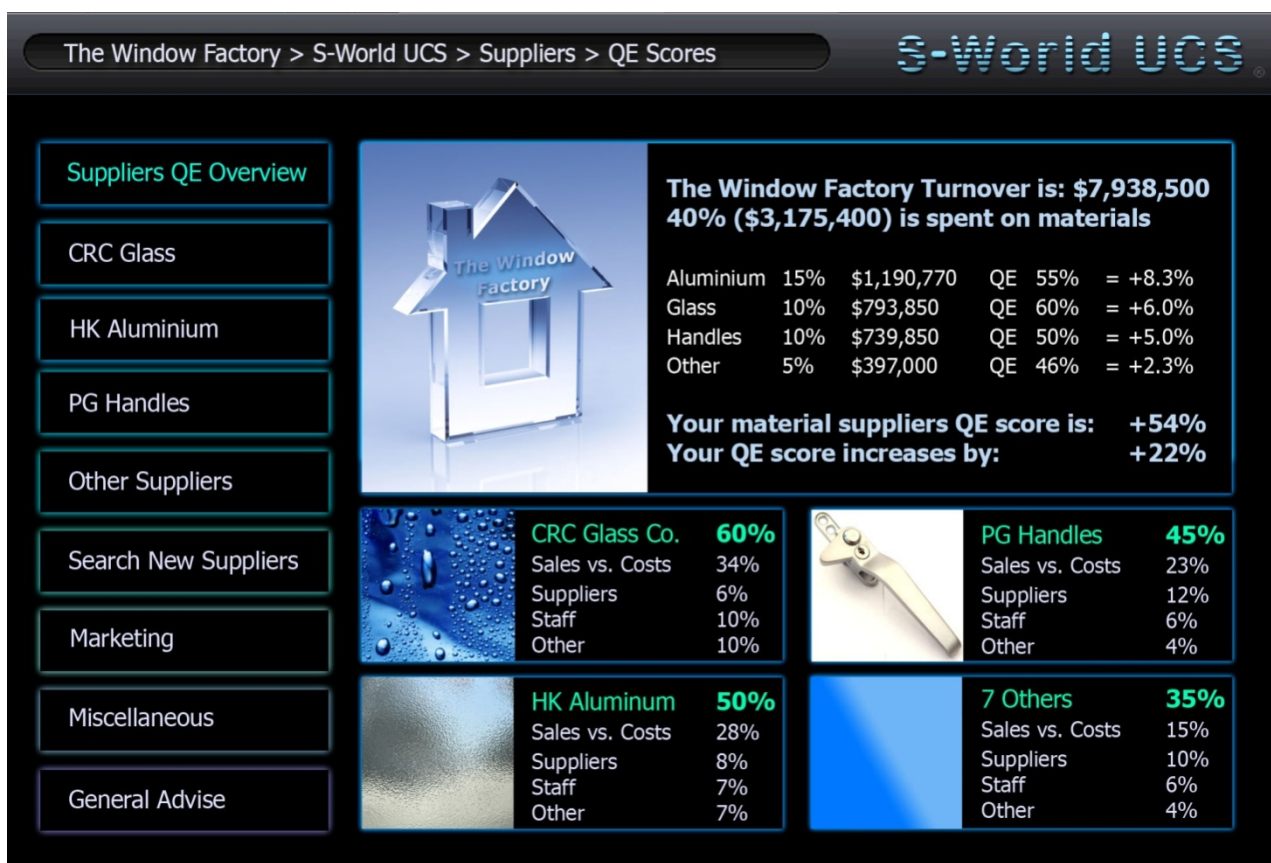 The Window Factory > S-World UCS > Suppliers > QE Scores
S-World UCS
Suppliers QE Overview
CRC Glass
HK Aluminium
PG Handles
Other Suppliers
Search New Suppliers
Marketing
Miscellaneous
General Advise
The Window Factory
The Window Factory Turnover is: $7,938,500
40% ($3,175,400) is spent on materials
Aluminium 15% $1,190,770 QE 55% = +8.3%
Glass 10% $793,850 QE 60% = +6.0%
Handles 10% $739,850 QE 50% = +5.0%
Other 5% $397,000 QE 46% = +2.3%
Your material suppliers QE score is: +54%
Your QE score increases by: +22%
CRC Glass Co. 60%
Sales vs. Costs 34%
Suppliers 6%
Staff 10%
Other 10%
PG Handles 45%
Sales vs. Costs 23%
Suppliers 12%
Staff 6%
Other 4%
HK Aluminum 50%
Sales vs. Costs 28%
Suppliers 8%
Staff 7%
Other 7%
7 Others 35%
Sales vs. Costs 15%
Suppliers 10%
Staff 6%
Other 4%